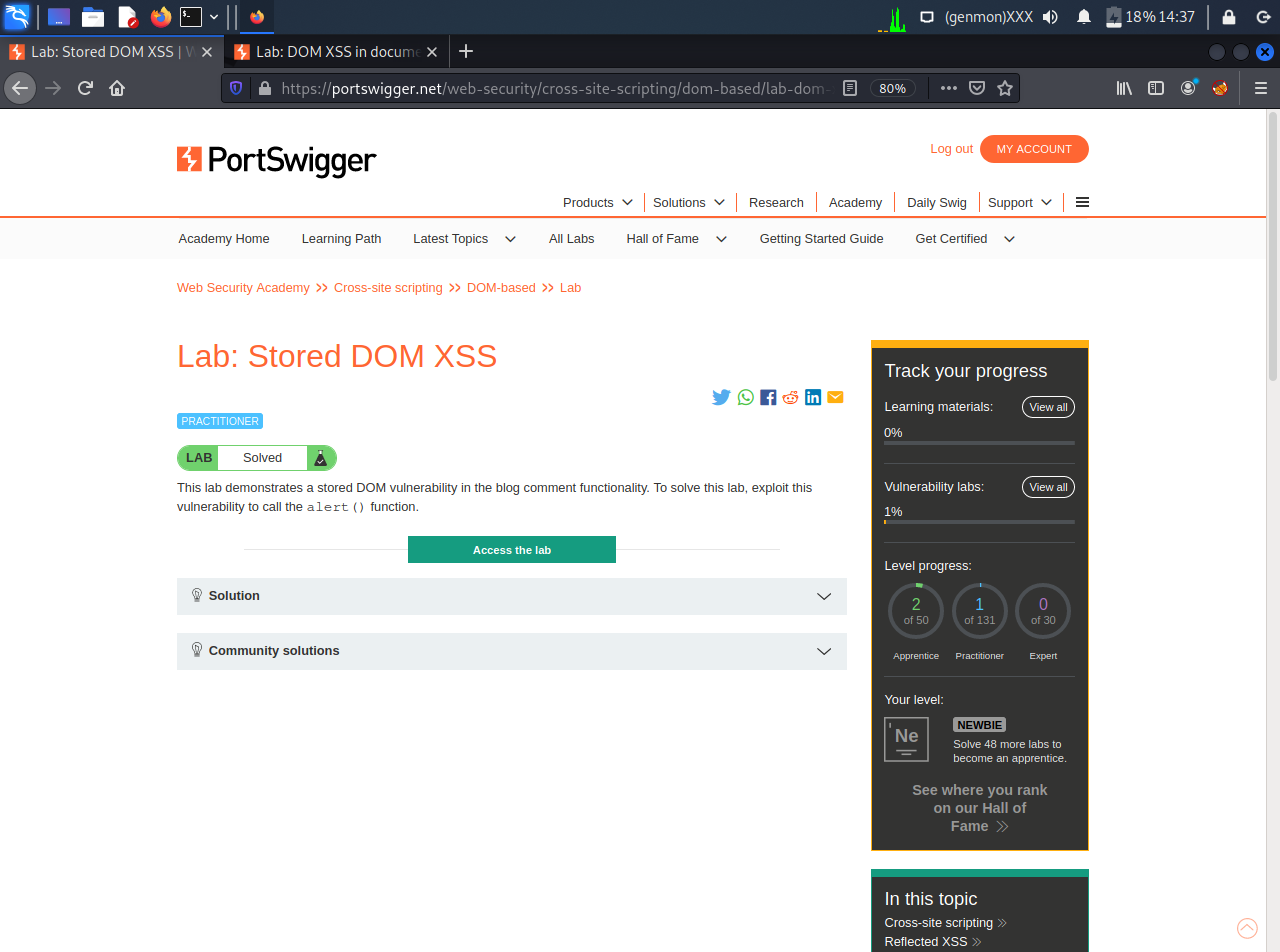 (genmon)XXX 18% 14:37
Lab: Stored DOM XSS | W Lab: DOM XSS in docume
https://portswigger.net/web-security/cross-site-scripting/dom-based/lab-dom- 80%
PortSwigger
Log out MY ACCOUNT
Products Solutions Research Academy Daily Swig Support
Academy Home Learning Path Latest Topics All Labs Hall of Fame Getting Started Guide Get Certified
Web Security Academy Cross-site scripting DOM-based Lab
Lab: Stored DOM XSS
PRACTITIONER
LAB Solved
This lab demonstrates a stored DOM vulnerability in the blog comment functionality. To solve this lab, exploit this
vulnerability to call the alert() function.
Access the lab
Solution
Community solutions
Track your progress
Learning materials: View all
0%
Vulnerability labs: View all
1%
Level progress:
2 1 0
of 50 of 131 of 30
Apprentice Practitioner Expert
Your level:
Ne
NEWBIE
Solve 48 more labs to
become an apprentice.
See where you rank
on our Hall of
Fame
In this topic
Cross-site scripting
Reflected XSS